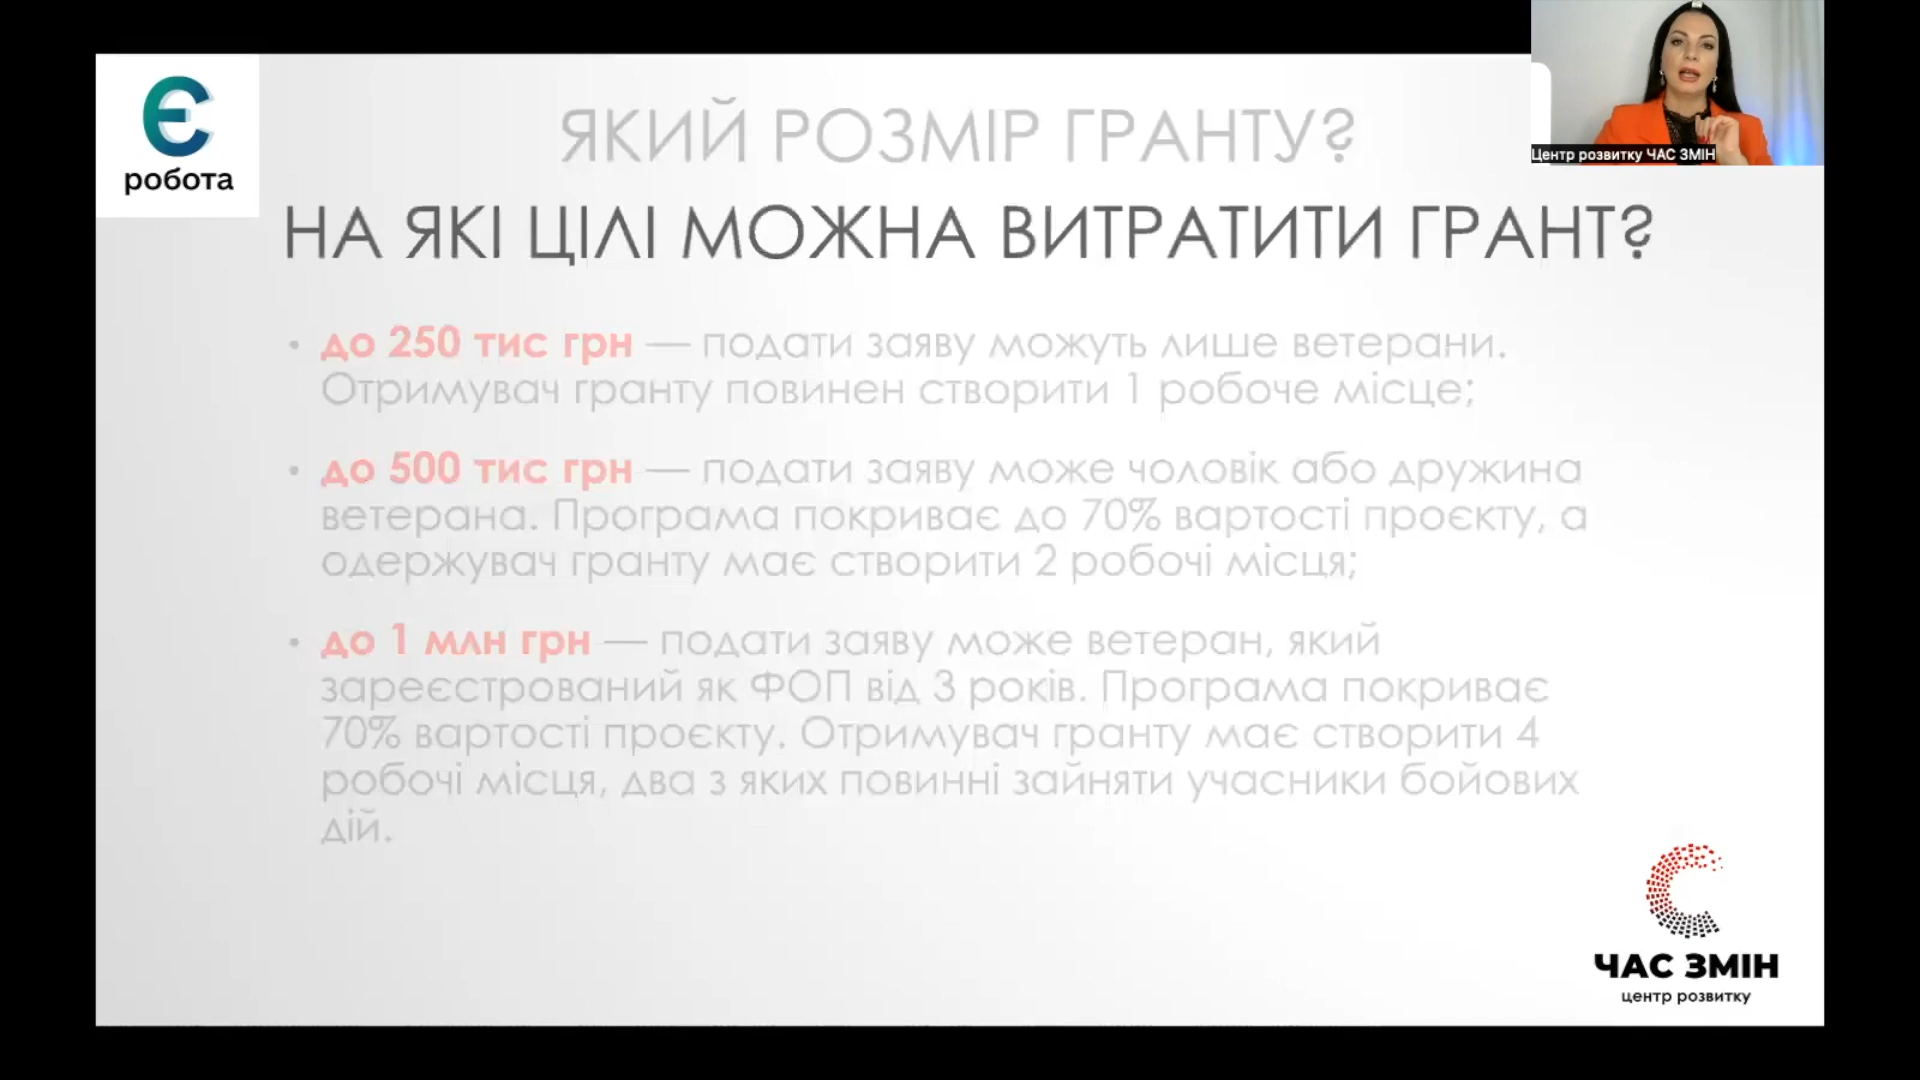 Є
робота
ЯКИЙ РОЗМІР ГРАНТУ?
НА ЯКІ ЦІЛІ МОЖНА ВИТРАТИТИ ГРАНТ?
Центр розвитку ЧАС ЗМІН
• до 250 тис грн — подати заяву можуть лише ветерани.
Отримувач гранту повинен створити 1 робоче місце;
• до 500 тис грн — подати заяву може чоловік або дружина
ветерана. Програма покриває до 70% вартості проєкту, а
одержувач гранту має створити 2 робочі місця;
• до 1 млн грн — подати заяву може ветеран, який
зареєстрований як ФОП від 3 років. Програма покриває
70% вартості проєкту. Отримувач гранту має створити 4
робочі місця, два з яких повинні зайняти учасники бойових
дій.
ЧАС ЗМІН
центр розвитку